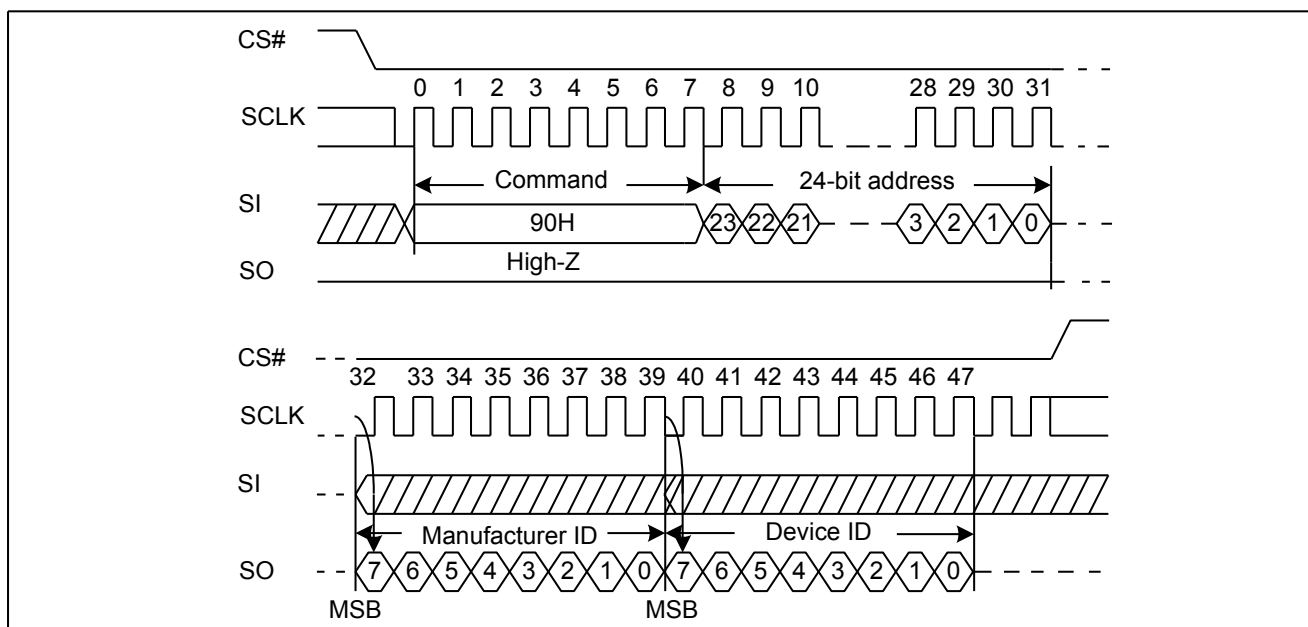 CS#
0 1 2 3 4 5 6 7 8 9 10 28 29 30 31
SCLK
Command 24-bit address
SI
90H 23 22 21 3 2 1 0
High-Z
SO
CS#
32 33 34 35 36 37 38 39 40 41 42 43 44 45 46 47
SCLK
SI
Manufacturer ID Device ID
SO 7 6 5 4 3 2 1 0 7 6 5 4 3 2 1 0
MSB MSB